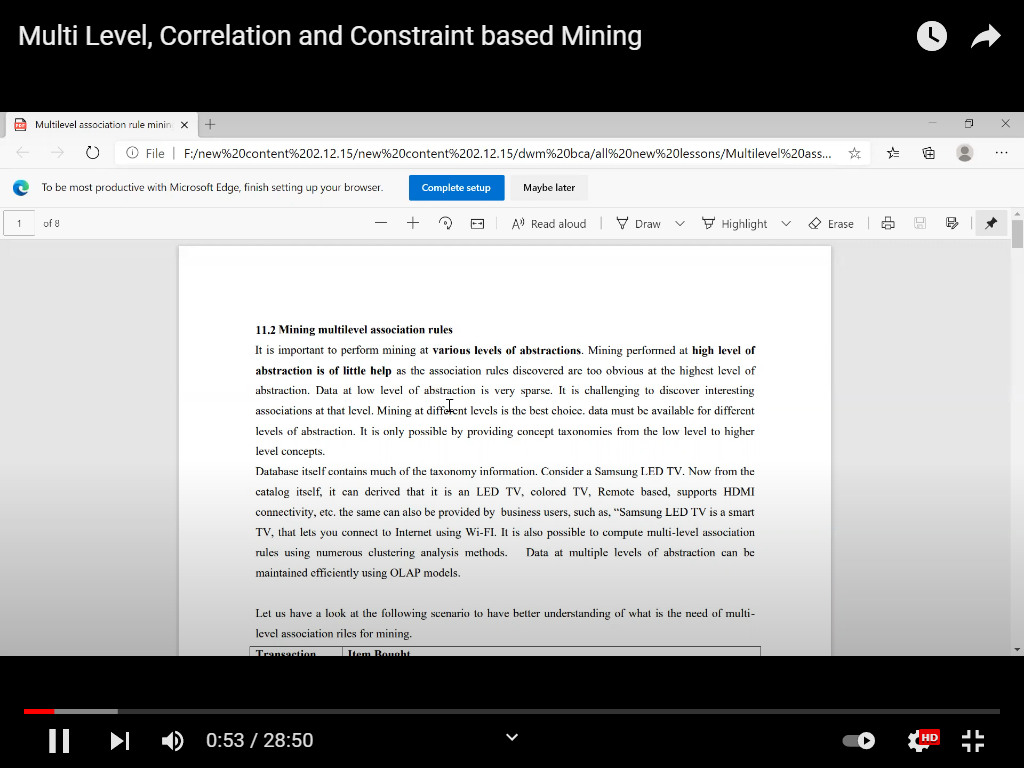 Multi Level, Correlation and Constraint based Mining
Multilevel association rule minin
File F:/new%20content%202.12.15/new%20content%202.12.15/dwm%20bca/all%20new%20lessons/Multilevel%20ass...
To be most productive with Microsoft Edge, finish setting up your browser. Complete setup Maybe later
1 of 8 Read aloud Draw Highlight Erase
11.2 Mining multilevel association rules
It is important to perform mining at various levels of abstractions. Mining performed at high level of
abstraction is of little help as the association rules discovered are too obvious at the highest level of
abstraction. Data at low level of abstraction is very sparse. It is challenging to discover interesting
associations at that level. Mining at different levels is the best choice. data must be available for different
levels of abstraction. It is only possible by providing concept taxonomies from the low level to higher
level concepts.
Database itself contains much of the taxonomy information. Consider a Samsung LED TV. Now from the
catalog itself, it can derived that it is an LED TV, colored TV, Remote based, supports HDMI
connectivity, etc. the same can also be provided by business users, such as, “Samsung LED TV is a smart
TV, that lets you connect to Internet using Wi-FI. It is also possible to compute multi-level association
rules using numerous clustering analysis methods. Data at multiple levels of abstraction can be
maintained efficiently using OLAP models.
Let us have a look at the following scenario to have better understanding of what is the need of multi-
level association riles for mining.
Transaction Item Bought
0:53 / 28:50
HD